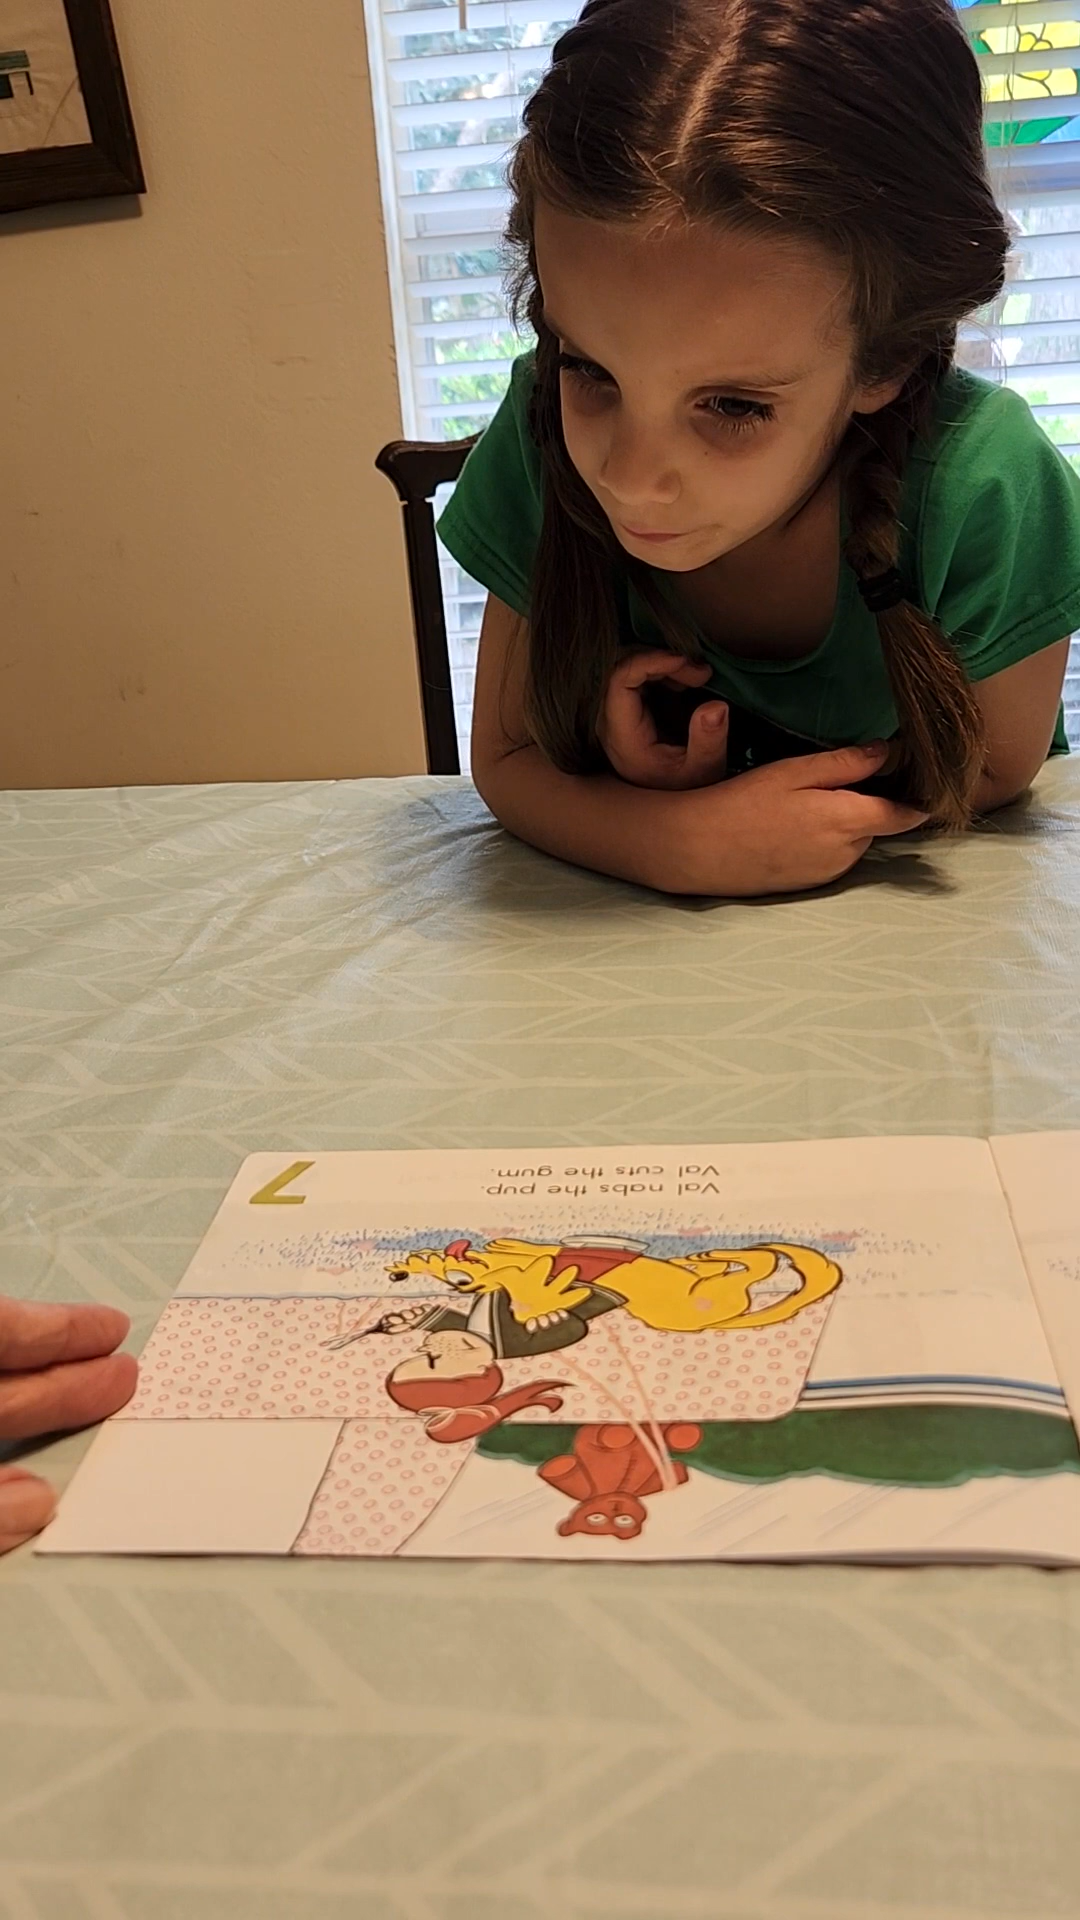 Val nabs the pup.
Val cuts the gum.
7